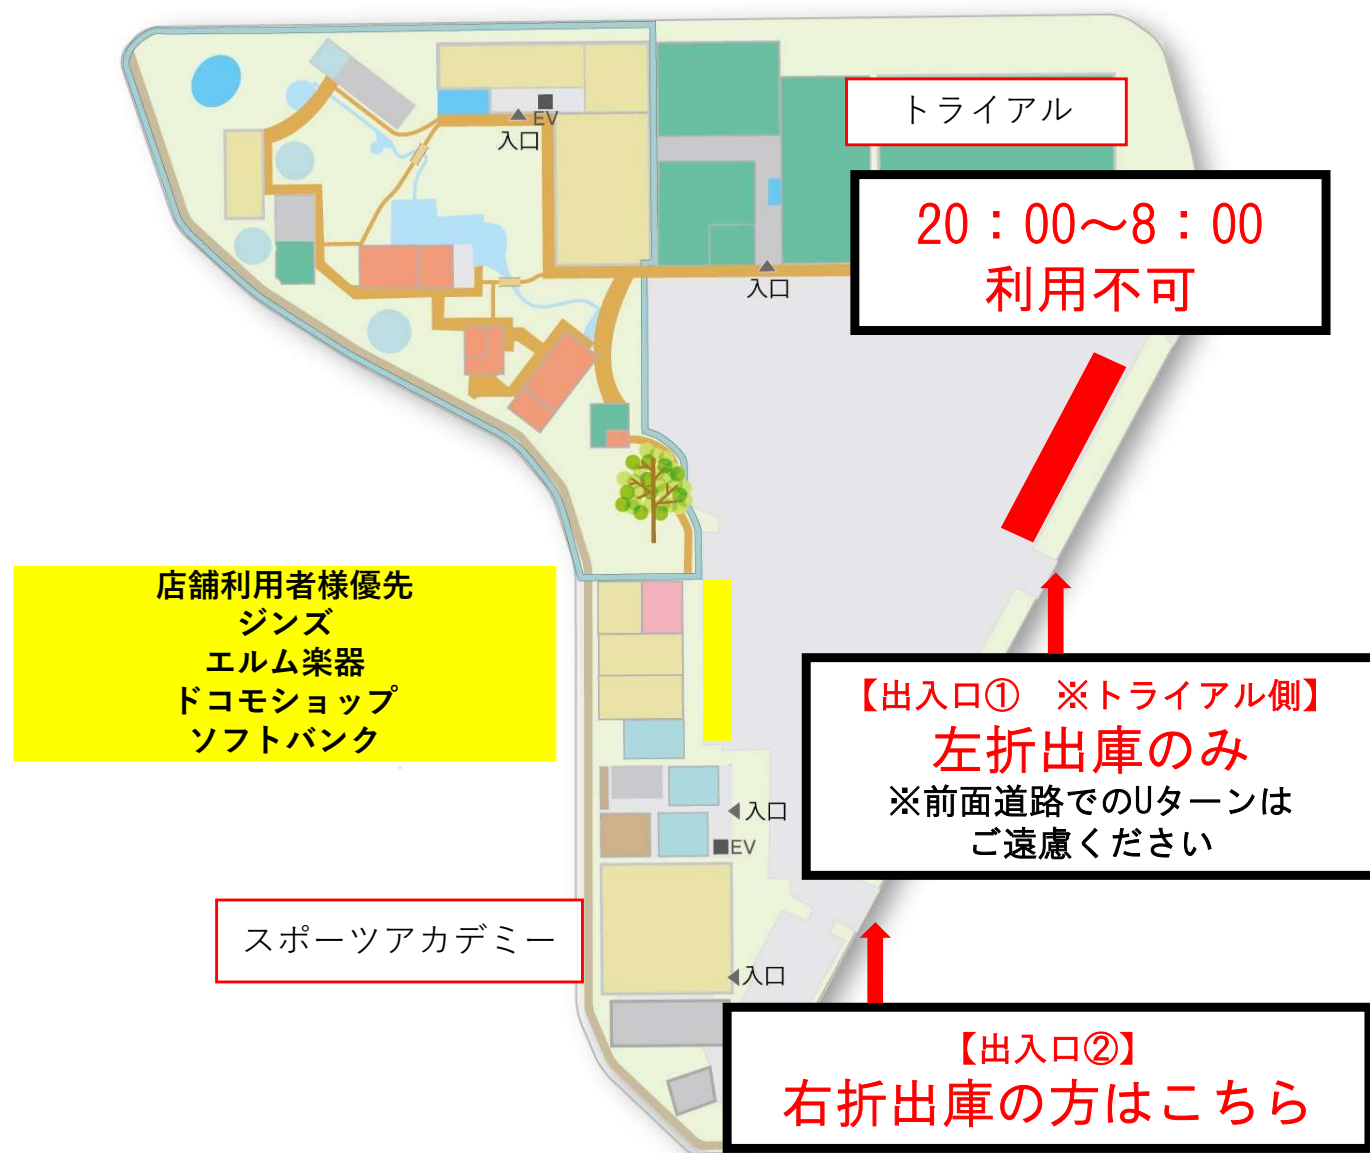 トライアル
EV
入口
20：00～8：00
利用不可
入口
店舗利用者様優先
ジンズ
エルム楽器
ドコモショップ
ソフトバンク
【出入口①　※トライアル側】
左折出庫のみ
※前面道路でのUターンは
ご遠慮ください
入口
EV
スポーツアカデミー
入口
【出入口②】
右折出庫の方はこちら